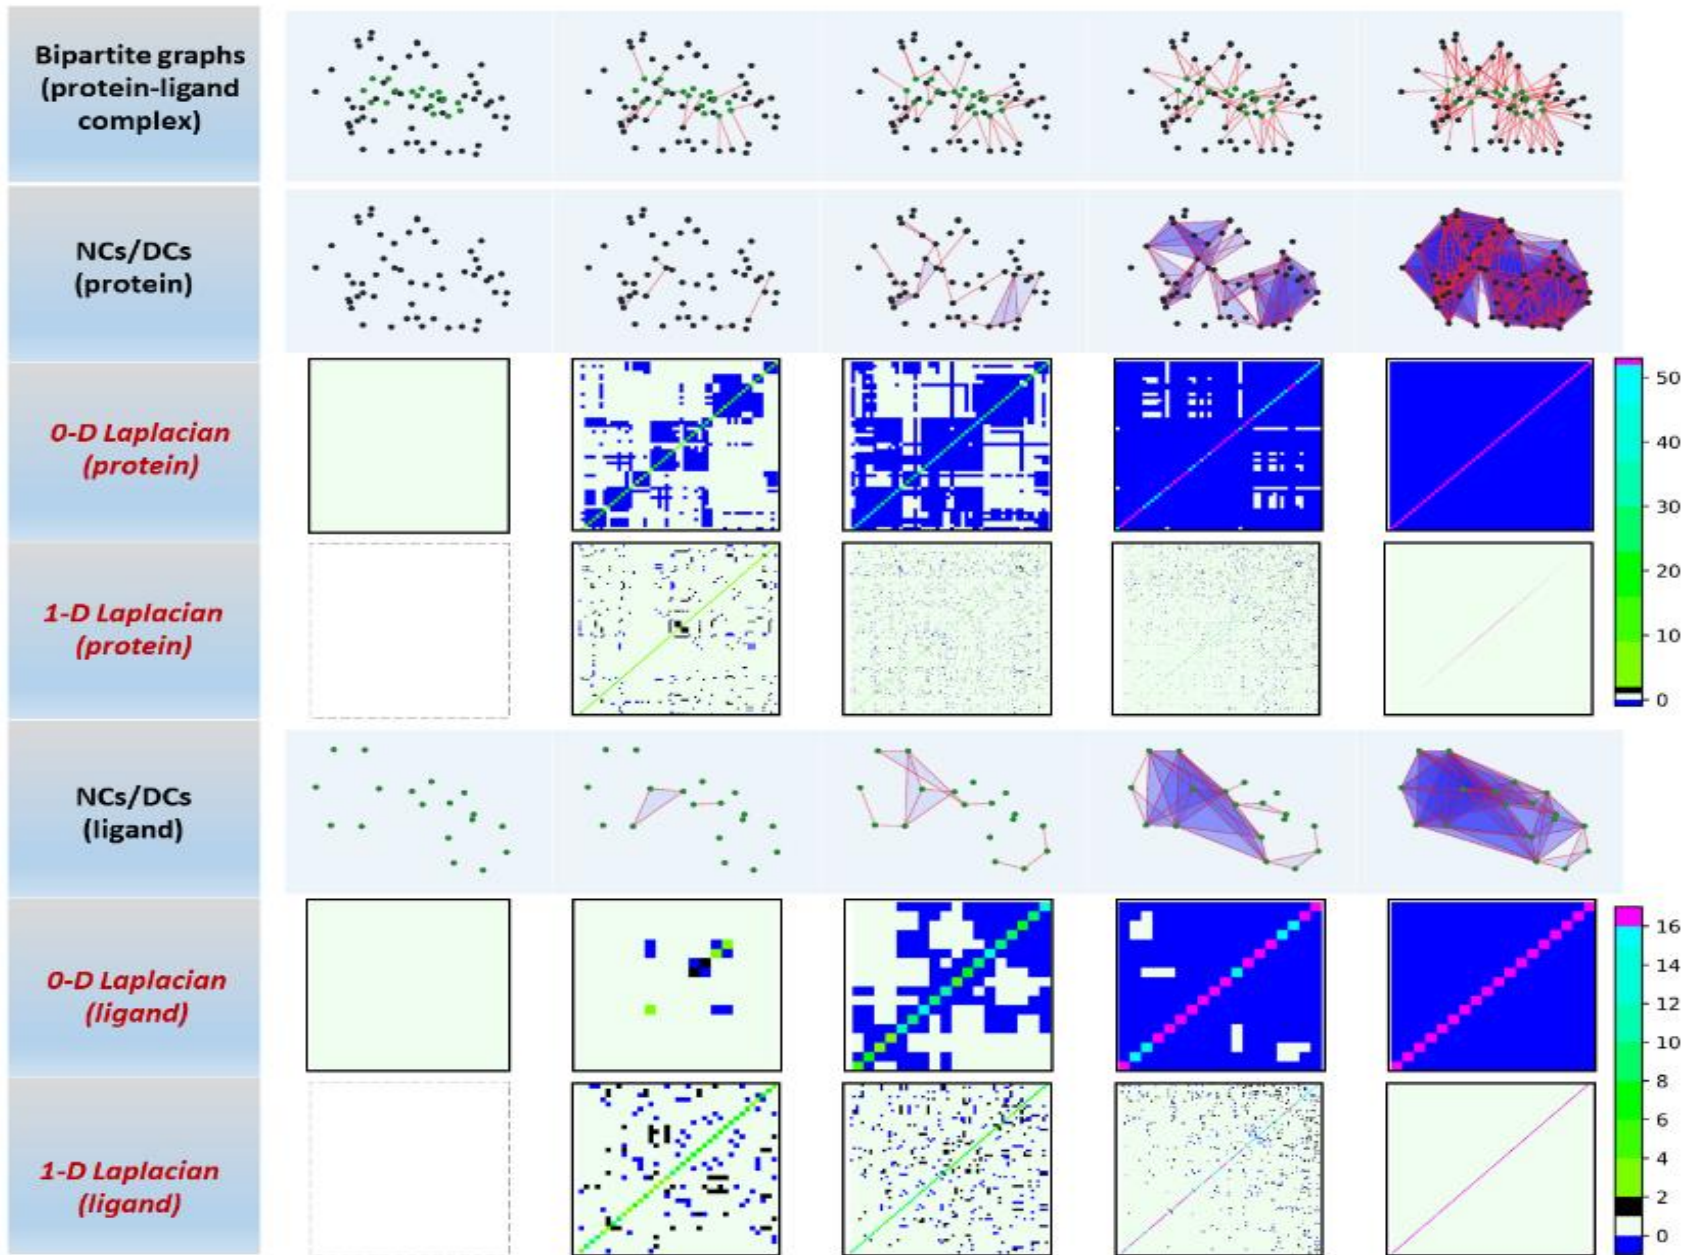 Bipartite graphs
(protein-ligand
complex)
NCs/DCs
(protein)
0-D Laplacian
(protein)
50
40
30
20
10
0
1-D Laplacian
(protein)
NCs/DCs
(ligand)
0-D Laplacian
(ligand)
16
14
12
10
8
6
4
2
0
1-D Laplacian
(ligand)